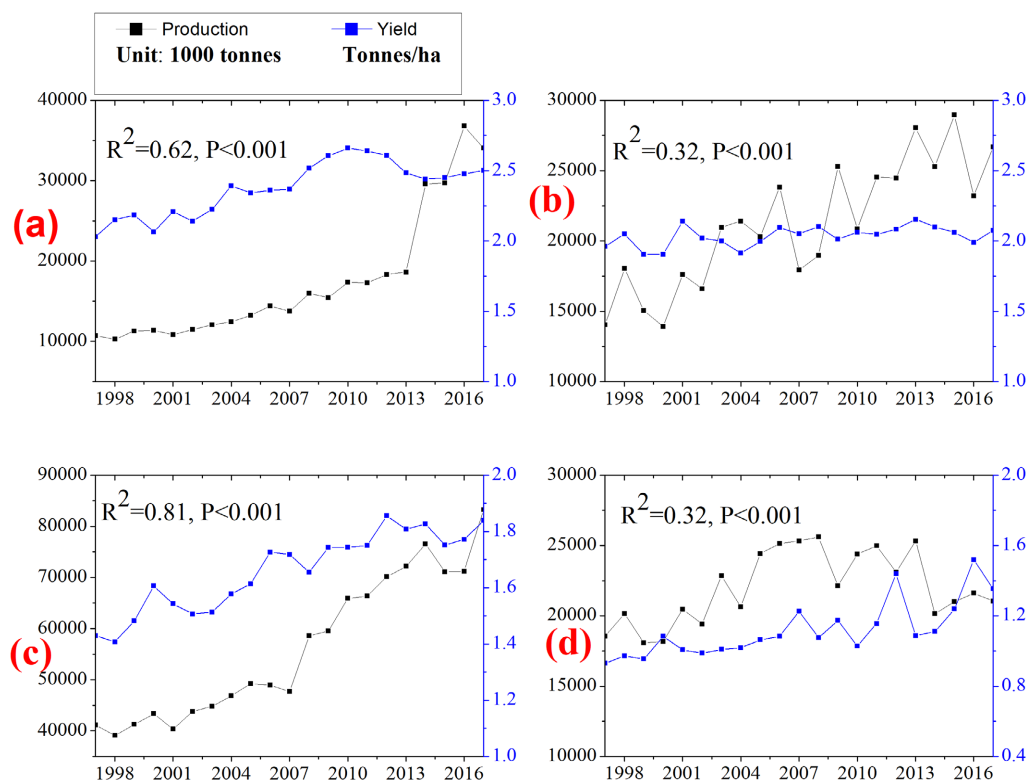 Production Yield
Unit: 1000 tonnes Tonnes/ha
40000
30000
20000
10000
3.0
2.5
2.0
1.5
1.0
R²=0.62, P<0.001
(a)
1998 2001 2004 2007 2010 2013 2016
30000
25000
20000
15000
10000
3.0
2.5
2.0
1.5
1.0
R²=0.32, P<0.001
(b)
1998 2001 2004 2007 2010 2013 2016
90000
80000
70000
60000
50000
40000
2.0
1.8
1.6
1.4
1.2
1.0
R²=0.81, P<0.001
(c)
1998 2001 2004 2007 2010 2013 2016
30000
25000
20000
15000
10000
2.0
1.6
1.2
0.8
0.4
R²=0.32, P<0.001
(d)
1998 2001 2004 2007 2010 2013 2016